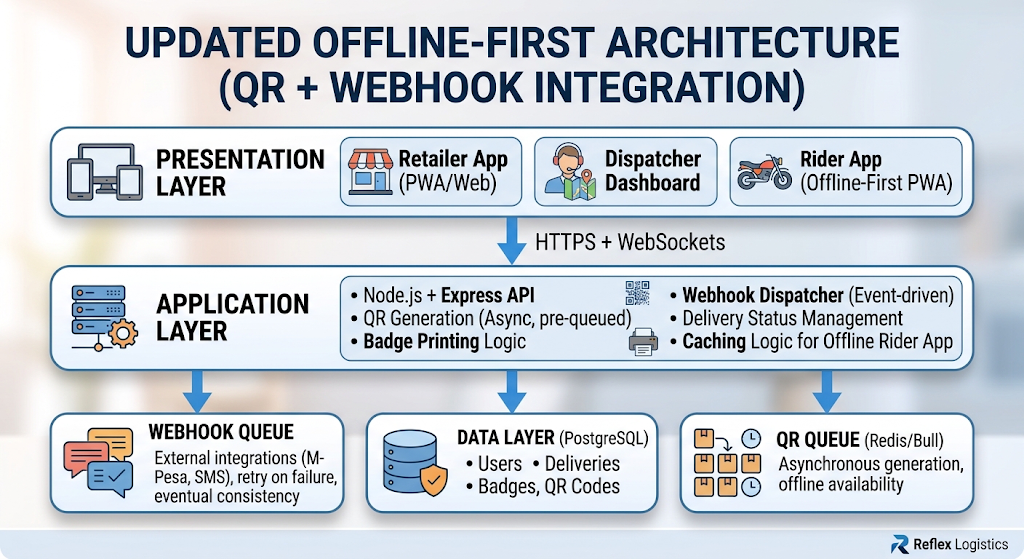 UPDATED OFFLINE-FIRST ARCHITECTURE
(QR + WEBHOOK INTEGRATION)
PRESENTATION
LAYER
Retailer App
(PWA/Web)
Dispatcher
Dashboard
Rider App
(Offline-First PWA)
HTTPS + WebSockets
APPLICATION
LAYER
• Node.js + Express API
• QR Generation (Async, pre-queued)
• Badge Printing Logic
• Webhook Dispatcher (Event-driven)
• Delivery Status Management
• Caching Logic for Offline Rider App
WEBHOOK QUEUE
External integrations (M-
Pesa, SMS), retry on failure,
eventual consistency
DATA LAYER (PostgreSQL)
• Users • Deliveries
• Badges, QR Codes
QR QUEUE (Redis/Bull)
Asynchronous generation,
offline availability
Reflex Logistics